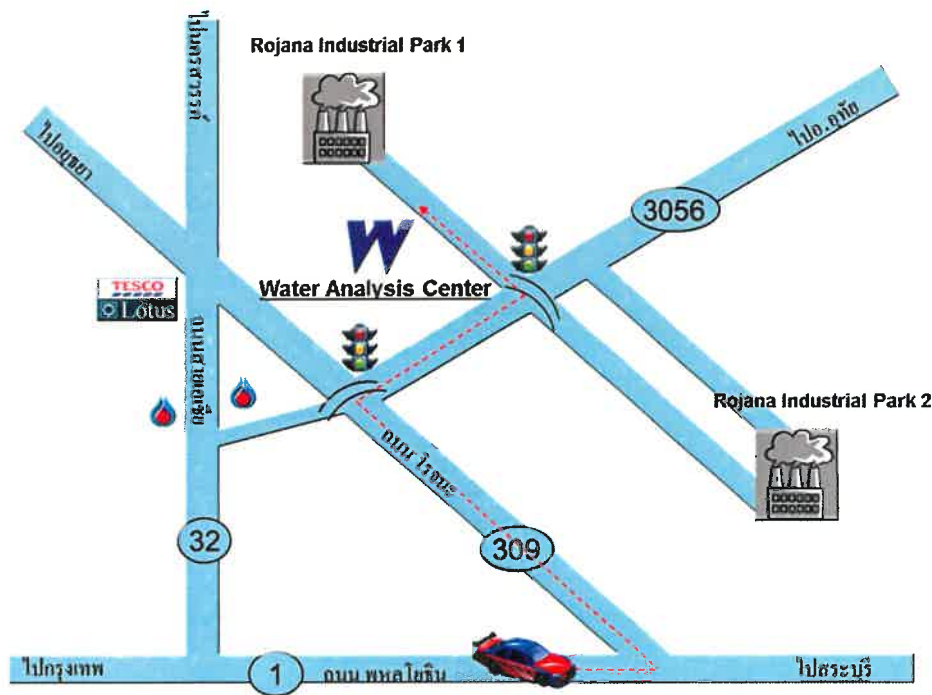 Rojana Industrial Park 1
ไปนครสวรรค์
ไปอยุธยา
ไปอ.อุทัย
3056
W
Water Analysis Center
TESCO
Lotus
ถนนสายเอเชีย
Rojana Industrial Park 2
ถนน โรจนะ
32
309
ไปกรุงเทพ
1
ถนน พหลโยธิน
ไปสระบุรี